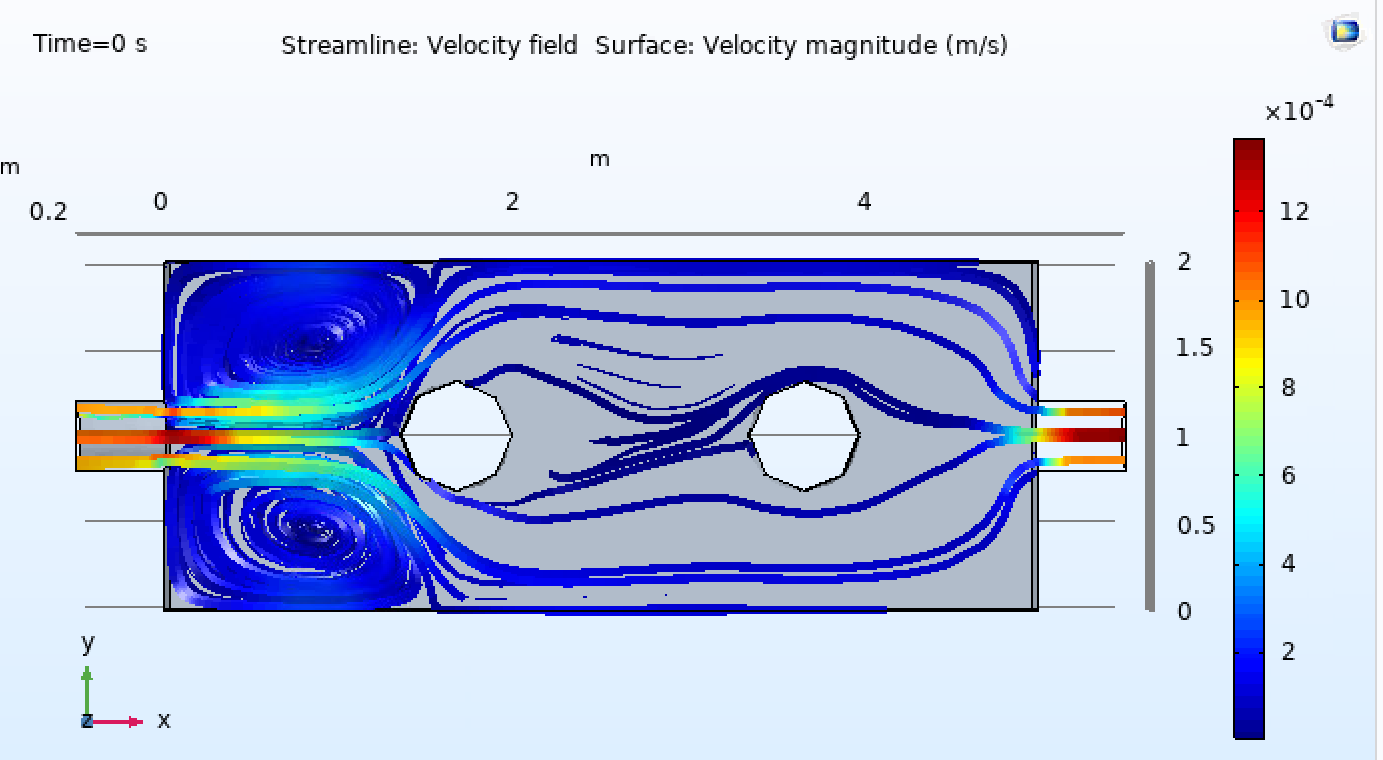 Time=0 s
Streamline: Velocity field Surface: Velocity magnitude (m/s)
×10⁻⁴
m
m
0.2
0
2
4
12
10
8
6
4
2
2
1.5
1
0.5
0
y
z
x